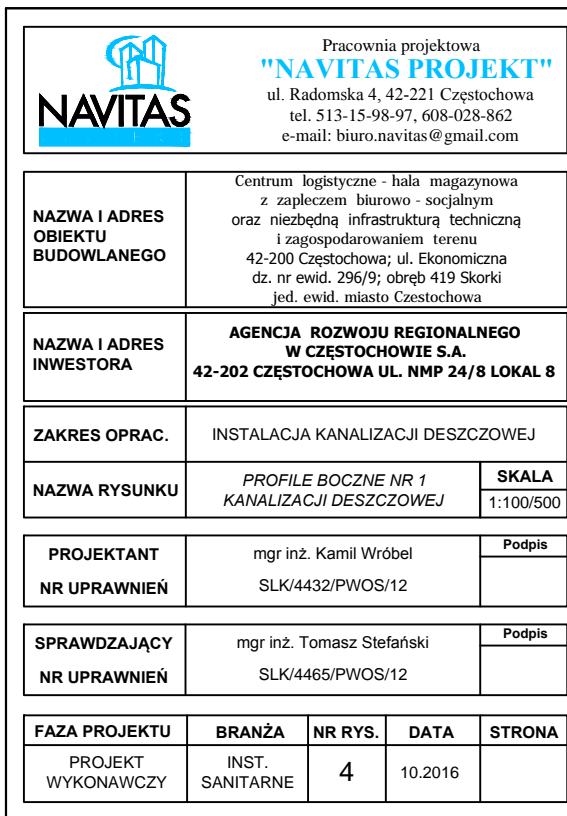 NAVITAS
Pracownia projektowa
"NAVITAS PROJEKT"
ul. Radomska 4, 42-221 Częstochowa
tel. 513-15-98-97, 608-028-862
e-mail: biuro.navitas@gmail.com
NAZWA I ADRES
OBIEKTU
BUDOWLANEGO
Centrum logistyczne - hala magazynowa
z zapleczem biurowo - socjalnym
oraz niezbędną infrastrukturą techniczną
i zagospodarowaniem terenu
42-200 Częstochowa; ul. Ekonomiczna
dz. nr ewid. 296/9; obręb 419 Skorki
jed. ewid. miasto Czestochowa
NAZWA I ADRES
INWESTORA
AGENCJA ROZWOJU REGIONALNEGO
W CZĘSTOCHOWIE S.A.
42-202 CZĘSTOCHOWA UL. NMP 24/8 LOKAL 8
ZAKRES OPRAC.
INSTALACJA KANALIZACJI DESZCZOWEJ
NAZWA RYSUNKU
PROFILE BOCZNE NR 1
KANALIZACJI DESZCZOWEJ
SKALA
1:100/500
PROJEKTANT
mgr inż. Kamil Wróbel
Podpis
NR UPRAWNIEŃ
SLK/4432/PWOS/12
SPRAWDZAJĄCY
mgr inż. Tomasz Stefański
Podpis
NR UPRAWNIEŃ
SLK/4465/PWOS/12
FAZA PROJEKTU
BRANŻA
NR RYS.
DATA
STRONA
PROJEKT
WYKONAWCZY
INST.
SANITARNE
4
10.2016